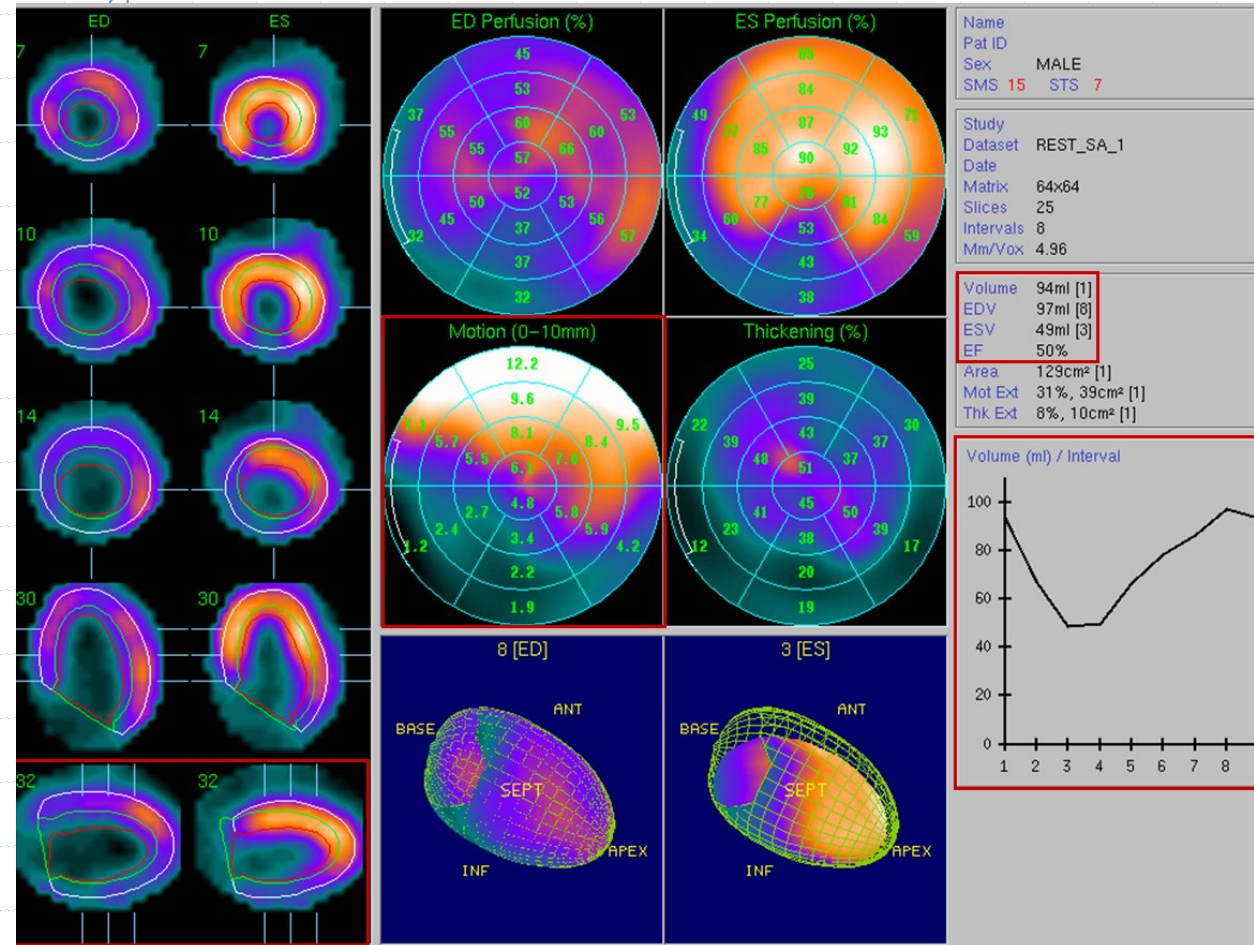 ED ES
7 7
10 10
14 14
30 30
32 32
ED Perfusion (%)
45
53
37 60 53
55 60
55 66
57
52
50 53
45 56
32 37 57
37
32
ES Perfusion (%)
65
84
49 87 71
77 93
85 92
90
76
77 81
60 84
34 53 59
43
38
Motion (0-10mm)
12.2
9.6
7.1 8.1 9.5
5.7 8.4
5.5 7.0
6.1
4.8
2.7 5.8
2.4 5.9
1.2 3.4 4.2
2.2
1.9
Thickening (%)
25
39
22 43 30
39 37
48 37
51
45
41 50
23 39
12 38 17
20
19
8 [ED]
ANT
BASE
SEPT
APEX
INF
3 [ES]
ANT
BASE
SEPT
APEX
INF
Name
Pat ID
Sex MALE
SMS 15 STS 7
Study
Dataset REST_SA_1
Date
Matrix 64x64
Slices 25
Intervals 8
Mm/Vox 4.96
Volume 94ml [1]
EDV 97ml [8]
ESV 49ml [3]
EF 50%
Area 129cm² [1]
Mot Ext 31%, 39cm² [1]
Thk Ext 8%, 10cm² [1]
Volume (ml) / Interval
100
80
60
40
20
0
1 2 3 4 5 6 7 8